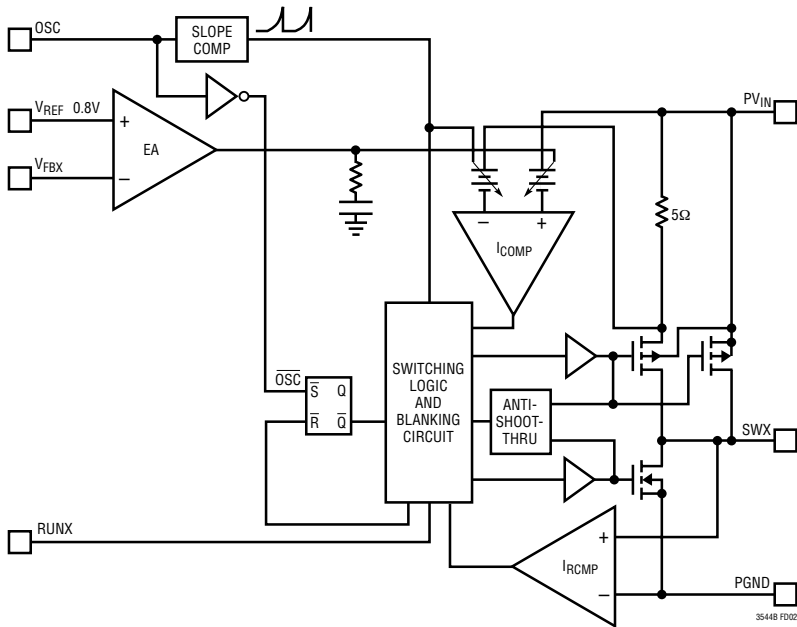 OSC
SLOPE
COMP
V_REF 0.8V
PV_IN
+
EA
V_FBX
–
5Ω
– +
I_COMP
SWITCHING
LOGIC
AND
BLANKING
CIRCUIT
O̅S̅C̅
S̅ Q
R̅ Q̅
ANTI-
SHOOT-
THRU
SWX
RUNX
+
I_RCMP
–
PGND
3544B FD02